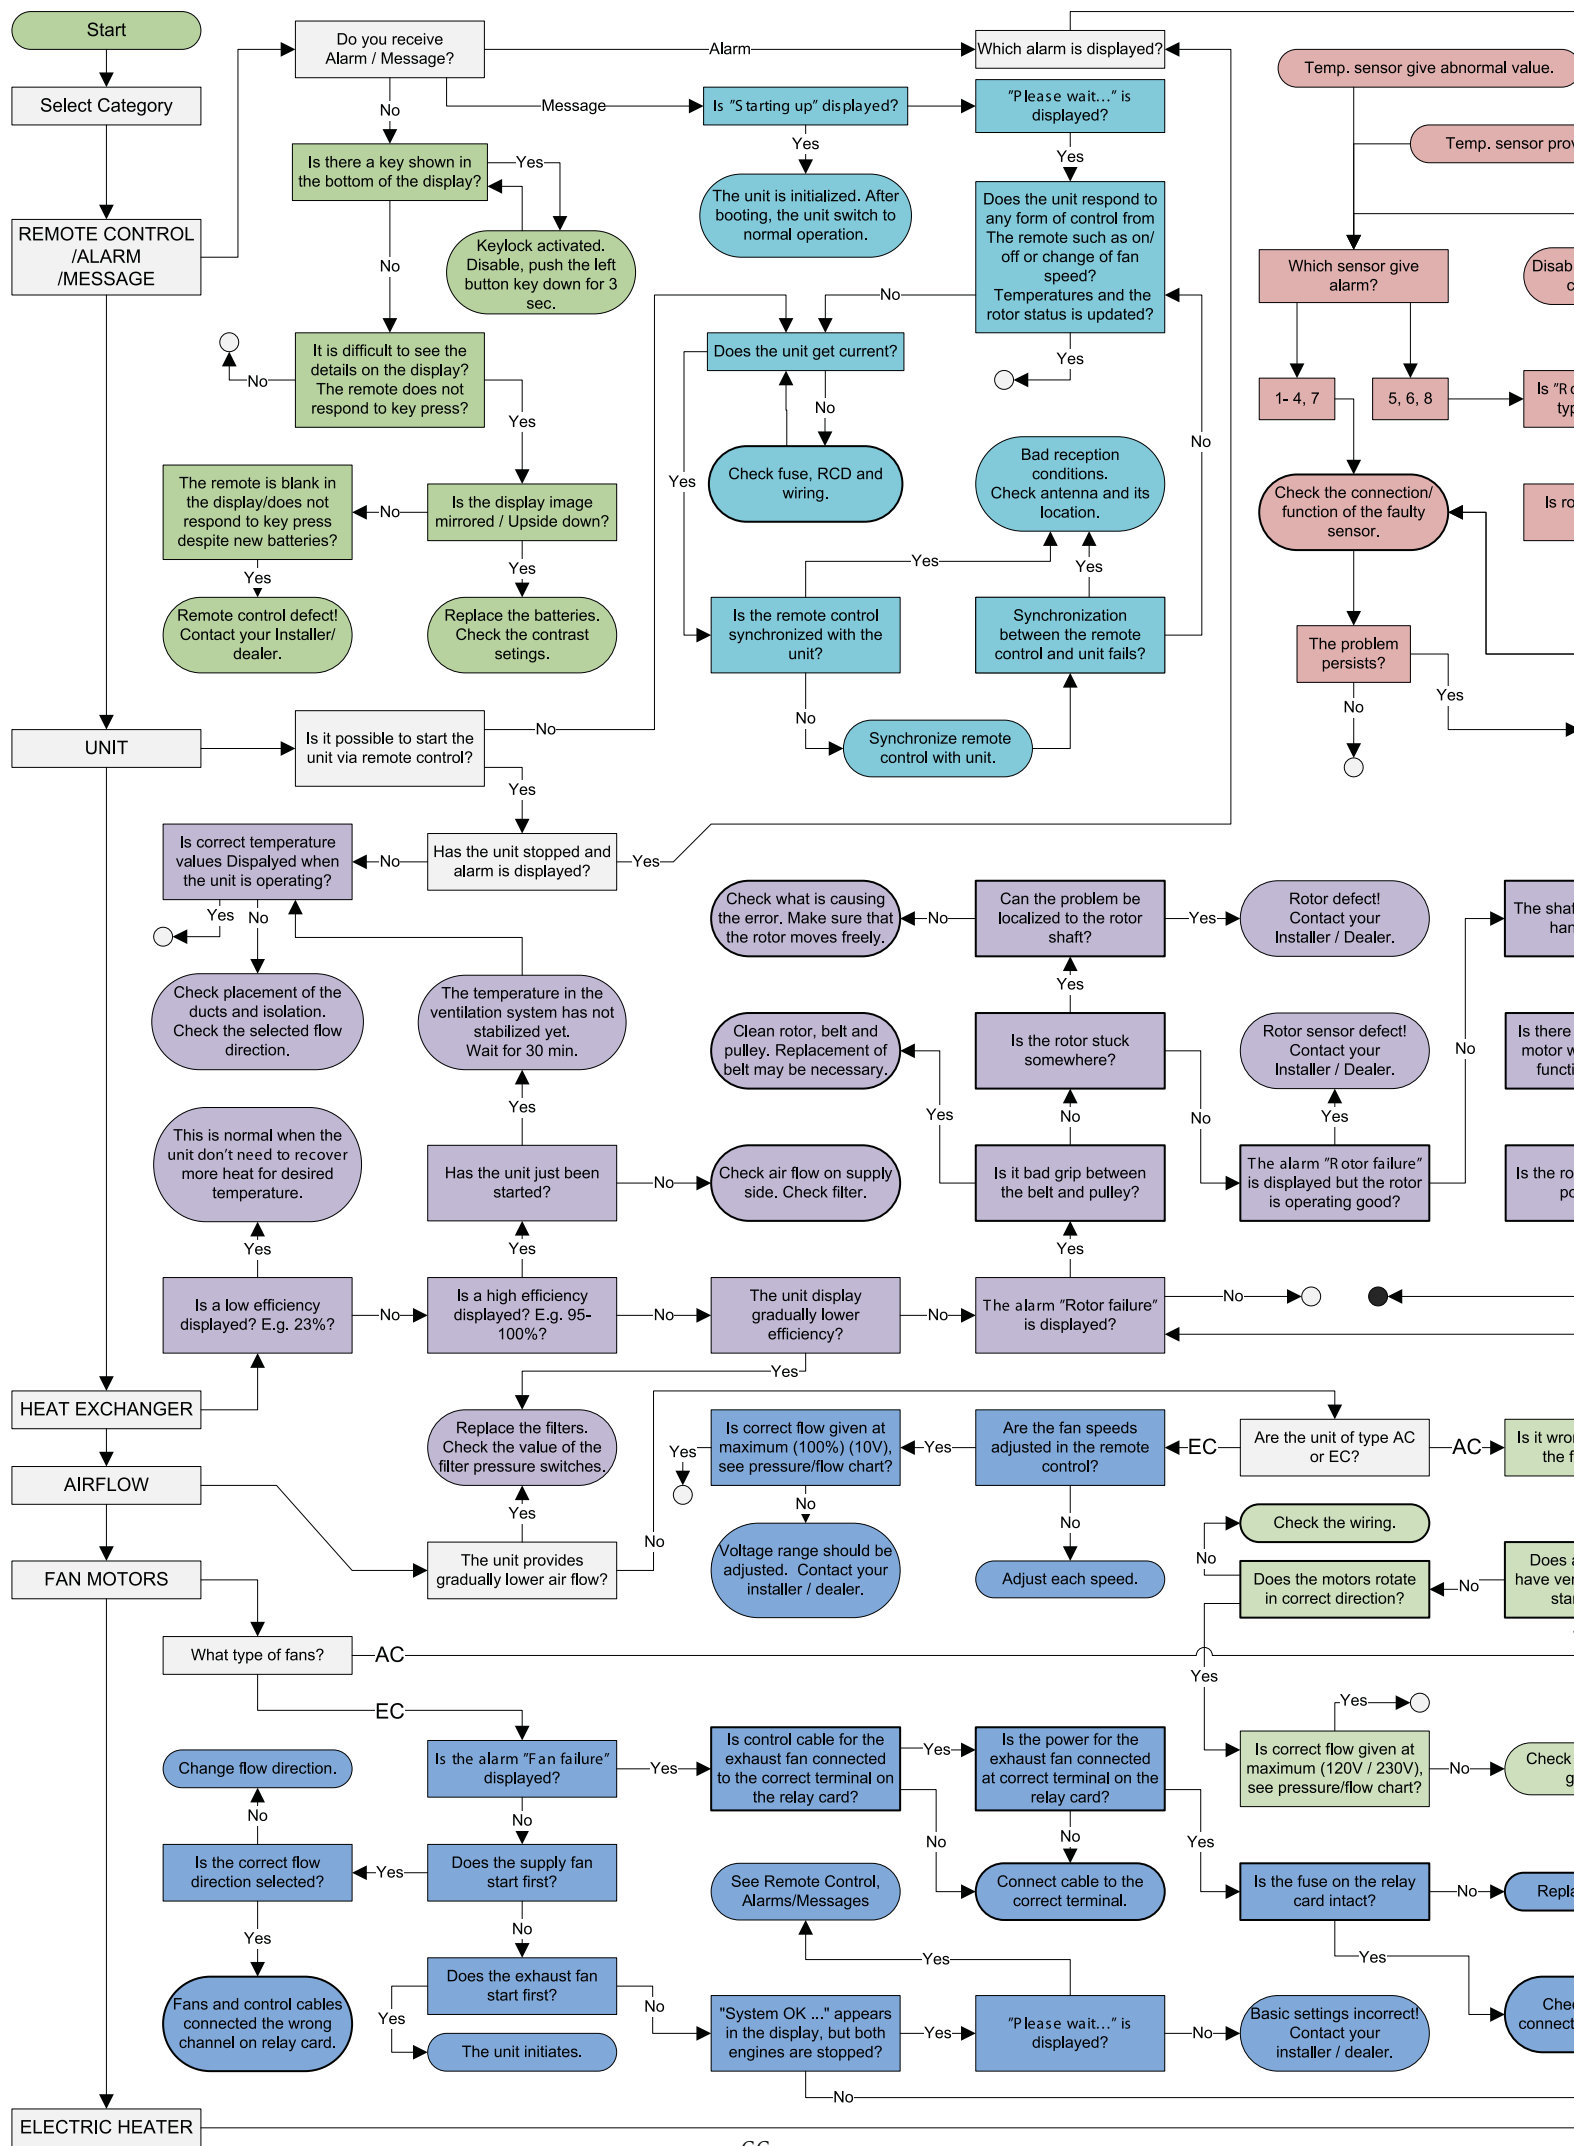 Start
Select Category
REMOTE CONTROL
/ALARM
/MESSAGE
Do you receive
Alarm / Message?
Alarm
Which alarm is displayed?
No
Message
Is "Starting up" displayed?
"Please wait..." is
displayed?
Yes
Yes
Is there a key shown in
the bottom of the display?
Yes
The unit is initialized. After
booting, the unit switch to
normal operation.
Does the unit respond to
any form of control from
The remote such as on/
off or change of fan
speed?
Temperatures and the
rotor status is updated?
Keylock activated.
Disable, push the left
button key down for 3
sec.
No
No
Yes
It is difficult to see the
details on the display?
The remote does not
respond to key press?
No
Yes
Does the unit get current?
No
Yes
Check fuse, RCD and
wiring.
Bad reception
conditions.
Check antenna and its
location.
No
The remote is blank in
the display/does not
respond to key press
despite new batteries?
No
Is the display image
mirrored / Upside down?
Yes
Yes
Yes
Yes
Remote control defect!
Contact your Installer/
dealer.
Replace the batteries.
Check the contrast
setings.
Is the remote control
synchronized with the
unit?
Synchronization
between the remote
control and unit fails?
No
Synchronize remote
control with unit.
Temp. sensor give abnormal value.
Temp. sensor prov
Which sensor give
alarm?
Disab
c
1- 4, 7
5, 6, 8
Is "Ro
typ
Check the connection/
function of the faulty
sensor.
Is ro
The problem
persists?
Yes
No
UNIT
Is it possible to start the
unit via remote control?
No
Yes
Is correct temperature
values Dispalyed when
the unit is operating?
No
Has the unit stopped and
alarm is displayed?
Yes
Yes
No
Check placement of the
ducts and isolation.
Check the selected flow
direction.
The temperature in the
ventilation system has not
stabilized yet.
Wait for 30 min.
Check what is causing
the error. Make sure that
the rotor moves freely.
No
Can the problem be
localized to the rotor
shaft?
Yes
Rotor defect!
Contact your
Installer / Dealer.
The shaf
han
Yes
Clean rotor, belt and
pulley. Replacement of
belt may be necessary.
Is the rotor stuck
somewhere?
Rotor sensor defect!
Contact your
Installer / Dealer.
No
Is there
motor w
functi
Yes
Yes
No
No
Yes
This is normal when the
unit don't need to recover
more heat for desired
temperature.
Has the unit just been
started?
No
Check air flow on supply
side. Check filter.
Is it bad grip between
the belt and pulley?
The alarm "Rotor failure"
is displayed but the rotor
is operating good?
Is the ro
po
Yes
Yes
Yes
Is a low efficiency
displayed? E.g. 23%?
No
Is a high efficiency
displayed? E.g. 95-
100%?
No
The unit display
gradually lower
efficiency?
No
The alarm "Rotor failure"
is displayed?
No
Yes
HEAT EXCHANGER
Replace the filters.
Check the value of the
filter pressure switches.
Yes
Is correct flow given at
maximum (100%) (10V),
see pressure/flow chart?
Yes
Are the fan speeds
adjusted in the remote
control?
EC
Are the unit of type AC
or EC?
AC
Is it wron
the f
AIRFLOW
Yes
No
No
No
Check the wiring.
FAN MOTORS
The unit provides
gradually lower air flow?
Voltage range should be
adjusted. Contact your
installer / dealer.
Adjust each speed.
No
Does the motors rotate
in correct direction?
No
Does a
have ver
star
What type of fans?
AC
Yes
EC
Yes
Change flow direction.
Is the alarm "Fan failure"
displayed?
Yes
Is control cable for the
exhaust fan connected
to the correct terminal on
the relay card?
Yes
Is the power for the
exhaust fan connected
at correct terminal on the
relay card?
Is correct flow given at
maximum (120V / 230V),
see pressure/flow chart?
No
Check
g
No
No
No
No
Yes
Is the correct flow
direction selected?
Yes
Does the supply fan
start first?
See Remote Control,
Alarms/Messages
Connect cable to the
correct terminal.
Is the fuse on the relay
card intact?
No
Repla
Yes
No
Yes
Yes
Fans and control cables
connected the wrong
channel on relay card.
Does the exhaust fan
start first?
Yes
No
The unit initiates.
"System OK ..." appears
in the display, but both
engines are stopped?
Yes
"Please wait..." is
displayed?
No
Basic settings incorrect!
Contact your
installer / dealer.
Chec
connect
No
ELECTRIC HEATER